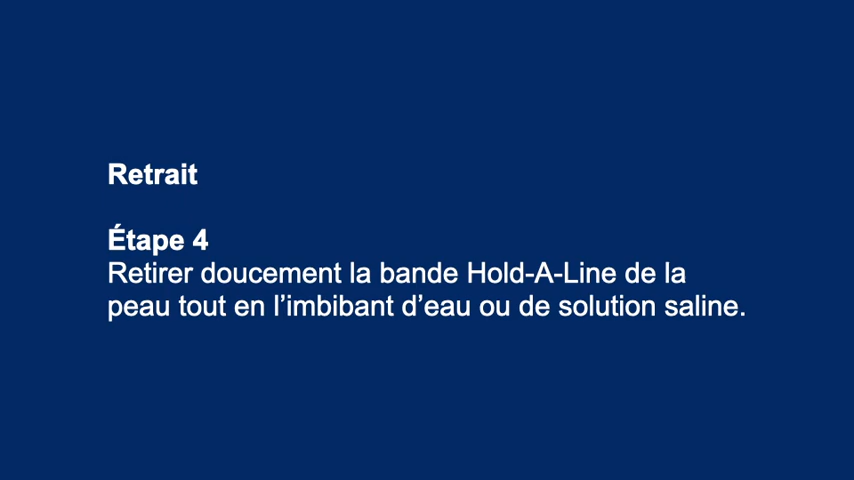 Retrait
Étape 4
Retirer doucement la bande Hold-A-Line de la
peau tout en l’imbibant d’eau ou de solution saline.